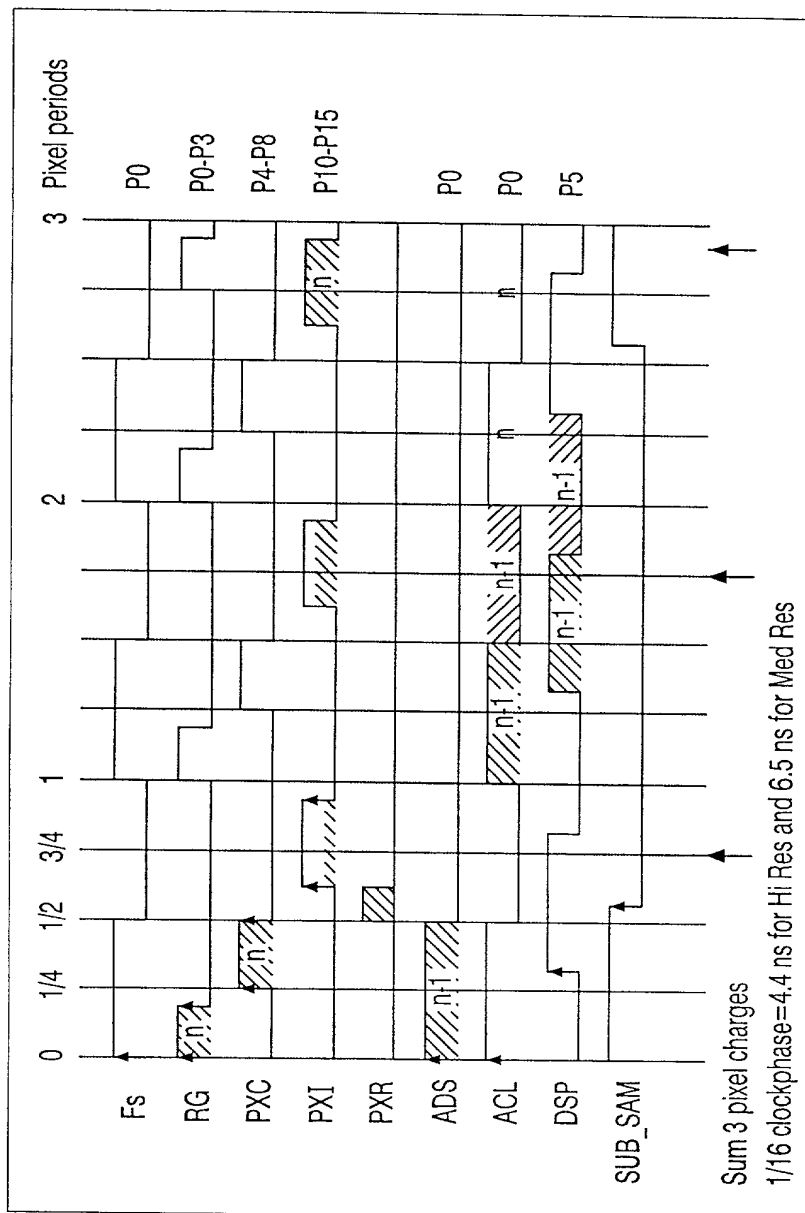 0 1/4 1/2 3/4 1 2 3 Pixel periods
Fs P0
RG n P0-P3
PXC n P4-P8
PXI n P10-P15
PXR
ADS n-1 P0
ACL n-1 n-1 n n P0
DSP n-1 n-1 P5
SUB_SAM
Sum 3 pixel charges
1/16 clockphase=4.4 ns for Hi Res and 6.5 ns for Med Res